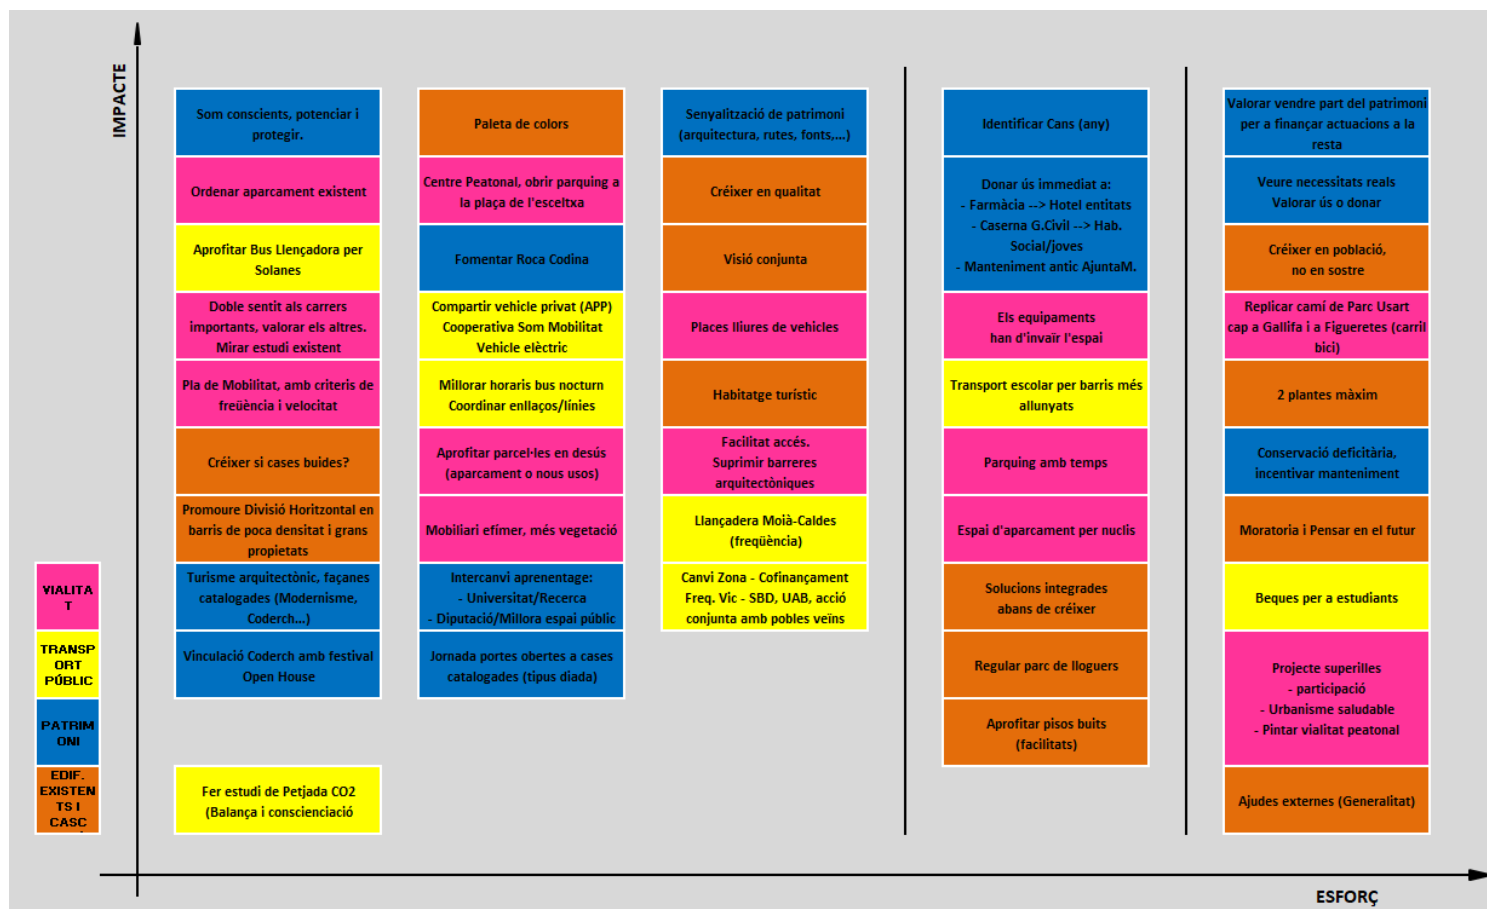 IMPACTE
Som conscients, potenciar i
protegir.
Ordenar aparcament existent
Aprofitar Bus Llençadora per
Solanes
Doble sentit als carrers
importants, valorar els altres.
Mirar estudi existent
Pla de Mobilitat, amb criteris de
freüència i velocitat
Créixer si cases buides?
Promoure Divisió Horitzontal en
barris de poca densitat i grans
propietats
Turisme arquitectònic, façanes
catalogades (Modernisme,
Coderch...)
Vinculació Coderch amb festival
Open House
Fer estudi de Petjada CO2
(Balança i conscienciació
Paleta de colors
Centre Peatonal, obrir parquing a
la plaça de l'esceltxa
Fomentar Roca Codina
Compartir vehicle privat (APP)
Cooperativa Som Mobilitat
Vehicle elèctric
Millorar horaris bus nocturn
Coordinar enllaços/línies
Aprofitar parcel·les en desús
(aparcament o nous usos)
Mobiliari efímer, més vegetació
Intercanvi aprenentage:
- Universitat/Recerca
- Diputació/Millora espai públic
Jornada portes obertes a cases
catalogades (tipus diada)
Senyalització de patrimoni
(arquitectura, rutes, fonts,...)
Créixer en qualitat
Visió conjunta
Places lliures de vehicles
Habitatge turístic
Facilitat accés.
Suprimir barreres
arquitectòniques
Llançadera Moià-Caldes
(freqüència)
Canvi Zona - Cofinançament
Freq. Vic - SBD, UAB, acció
conjunta amb pobles veïns
Identificar Cans (any)
Donar ús immediat a:
- Farmàcia --> Hotel entitats
- Caserna G.Civil --> Hab.
Social/joves
- Manteniment antic AjuntaM.
Els equipaments
han d'invaïr l'espai
Transport escolar per barris més
allunyats
Parquing amb temps
Espai d'aparcament per nuclis
Solucions integrades
abans de créixer
Regular parc de lloguers
Aprofitar pisos buits
(facilitats)
Valorar vendre part del patrimoni
per a finançar actuacions a la
resta
Veure necessitats reals
Valorar ús o donar
Créixer en població,
no en sostre
Replicar camí de Parc Usart
cap a Gallifa i a Figueretes (carril
bici)
2 plantes màxim
Conservació deficitària,
incentivar manteniment
Moratoria i Pensar en el futur
Beques per a estudiants
Projecte superilles
- participació
- Urbanisme saludable
- Pintar vialitat peatonal
Ajudes externes (Generalitat)
VIALITA
T
TRANSP
ORT
PÚBLIC
PATRIM
ONI
EDIF.
EXISTEN
TS I
CASC
ESFORÇ